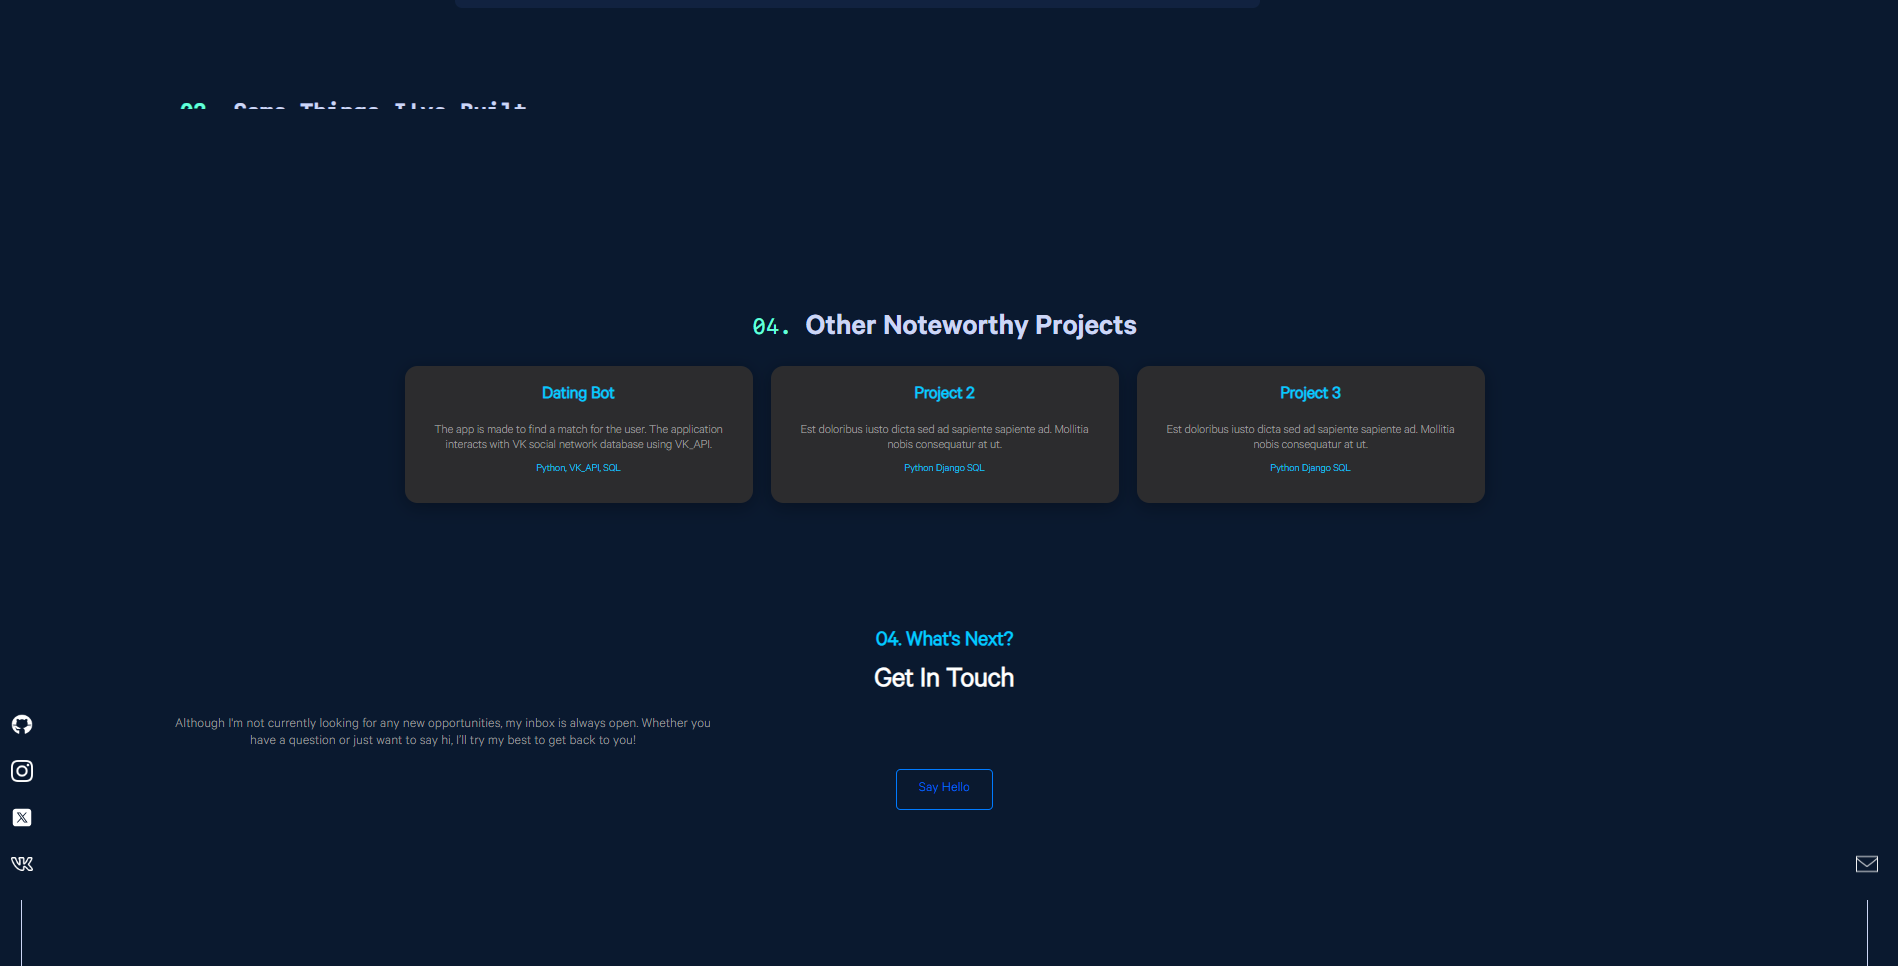 Some Things I've Built
04. Other Noteworthy Projects
Dating Bot
The app is made to find a match for the user. The application
interacts with VK social network database using VK_API.
Python, VK_API, SQL
Project 2
Est doloribus iusto dicta sed ad sapiente sapiente ad. Mollitia
nobis consequatur at ut.
Python Django SQL
Project 3
Est doloribus iusto dicta sed ad sapiente sapiente ad. Mollitia
nobis consequatur at ut.
Python Django SQL
04. What's Next?
Get In Touch
Although I'm not currently looking for any new opportunities, my inbox is always open. Whether you
have a question or just want to say hi, I'll try my best to get back to you!
Say Hello